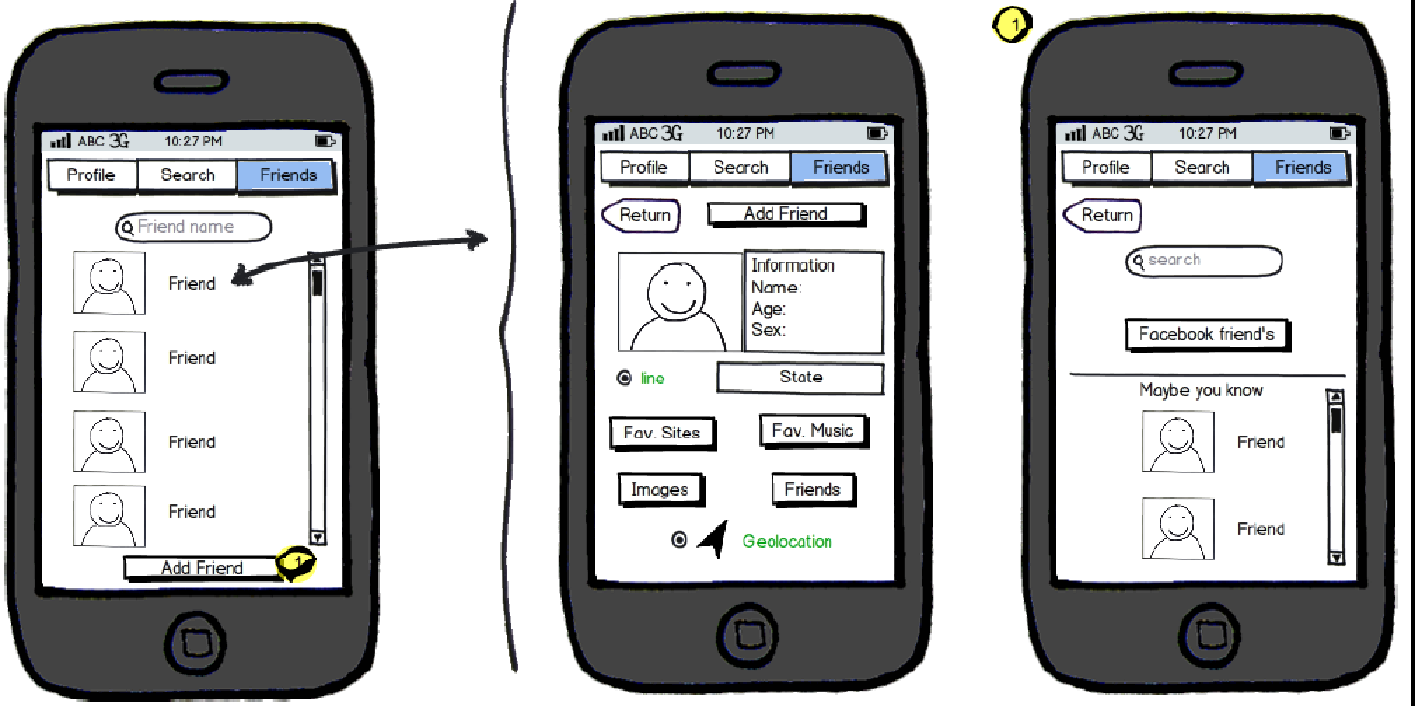 ABC 3G 10:27 PM
Profile Search Friends
Friend name
Friend
Friend
Friend
Friend
Add Friend 1
ABC 3G 10:27 PM
Profile Search Friends
Return Add Friend
Information
Name:
Age:
Sex:
line State
Fav. Sites Fav. Music
Images Friends
Geolocation
1
ABC 3G 10:27 PM
Profile Search Friends
Return
search
Facebook friend's
Maybe you know
Friend
Friend